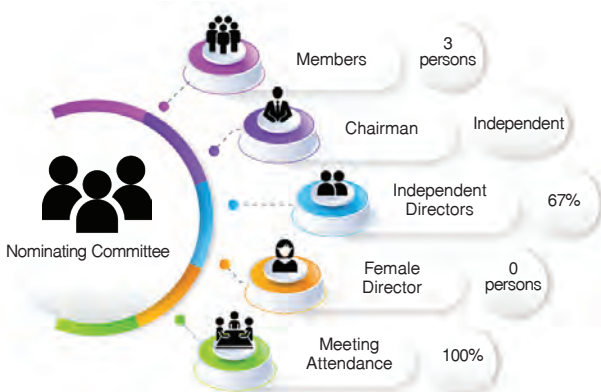 Members
3
persons
Chairman
Independent
Independent
Directors
67%
Nominating Committee
Female
Director
0
persons
Meeting
Attendance
100%